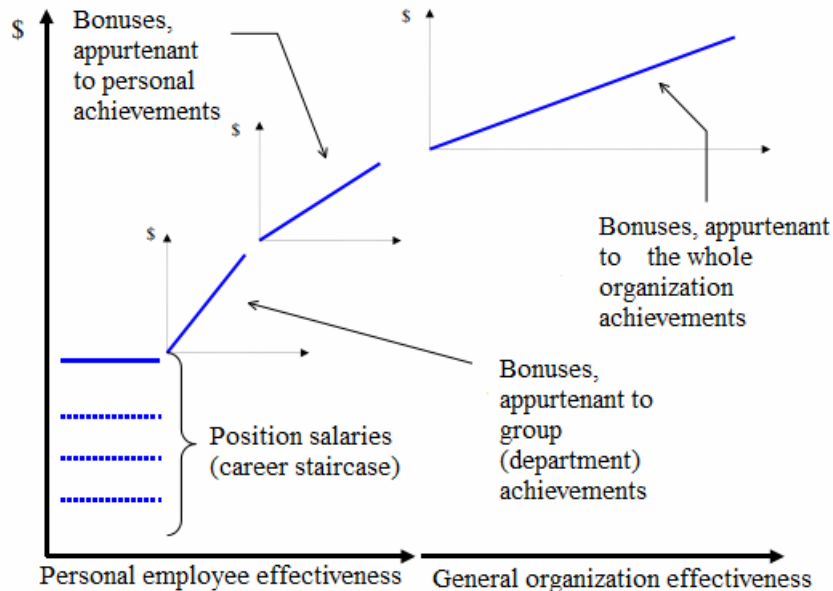 $
Bonuses,
appurtenant
to personal
achievements
$
$
$
Bonuses, appurtenant
to the whole
organization
achievements
Bonuses,
appurtenant to
group
(department)
achievements
Position salaries
(career staircase)
Personal employee effectiveness
General organization effectiveness